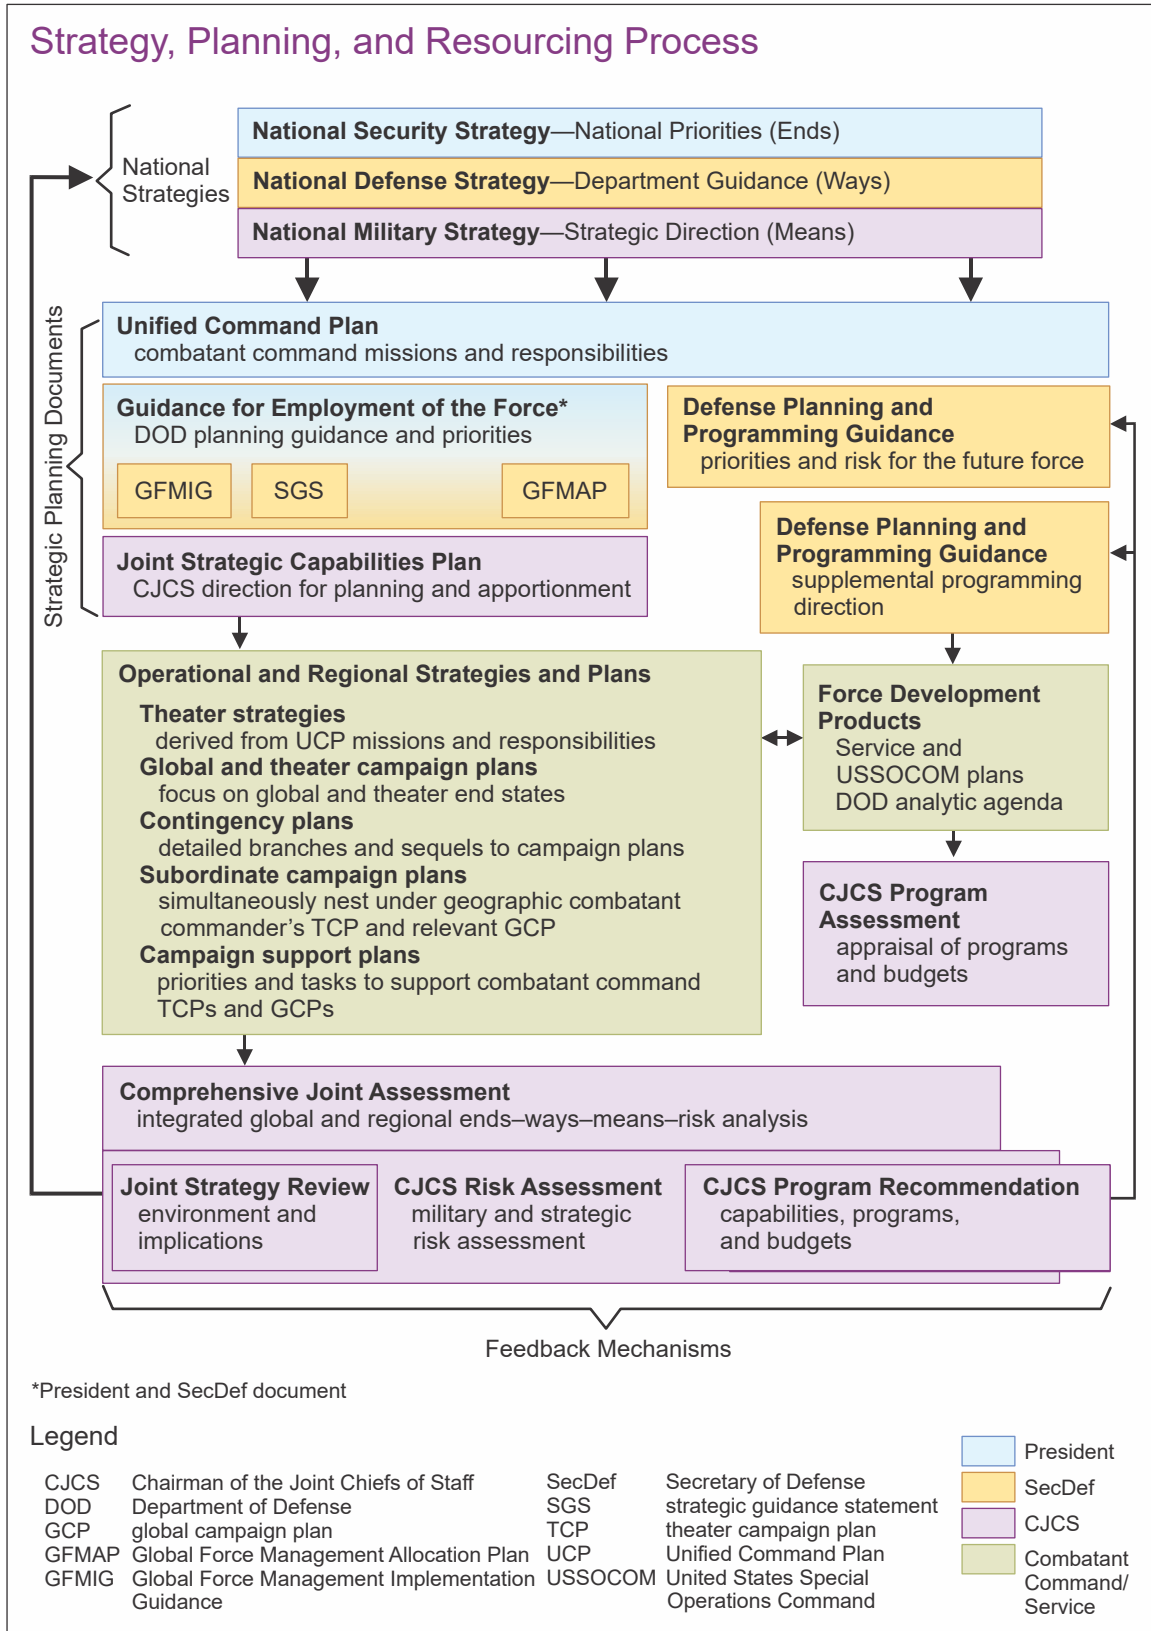 Strategy, Planning, and Resourcing Process
National Security Strategy—National Priorities (Ends)
National
Strategies
National Defense Strategy—Department Guidance (Ways)
National Military Strategy—Strategic Direction (Means)
Strategic Planning Documents
Unified Command Plan
combatant command missions and responsibilities
Guidance for Employment of the Force*
DOD planning guidance and priorities
GFMIG
SGS
GFMAP
Joint Strategic Capabilities Plan
CJCS direction for planning and apportionment
Defense Planning and
Programming Guidance
priorities and risk for the future force
Defense Planning and
Programming Guidance
supplemental programming
direction
Operational and Regional Strategies and Plans
Theater strategies
derived from UCP missions and responsibilities
Global and theater campaign plans
focus on global and theater end states
Contingency plans
detailed branches and sequels to campaign plans
Subordinate campaign plans
simultaneously nest under geographic combatant
commander’s TCP and relevant GCP
Campaign support plans
priorities and tasks to support combatant command
TCPs and GCPs
Force Development
Products
Service and
USSOCOM plans
DOD analytic agenda
CJCS Program
Assessment
appraisal of programs
and budgets
Comprehensive Joint Assessment
integrated global and regional ends–ways–means–risk analysis
Joint Strategy Review
environment and
implications
CJCS Risk Assessment
military and strategic
risk assessment
CJCS Program Recommendation
capabilities, programs,
and budgets
Feedback Mechanisms
*President and SecDef document
Legend
CJCS Chairman of the Joint Chiefs of Staff
DOD Department of Defense
GCP global campaign plan
GFMAP Global Force Management Allocation Plan
GFMIG Global Force Management Implementation
Guidance
SecDef Secretary of Defense
SGS strategic guidance statement
TCP theater campaign plan
UCP Unified Command Plan
USSOCOM United States Special
Operations Command
President
SecDef
CJCS
Combatant
Command/
Service